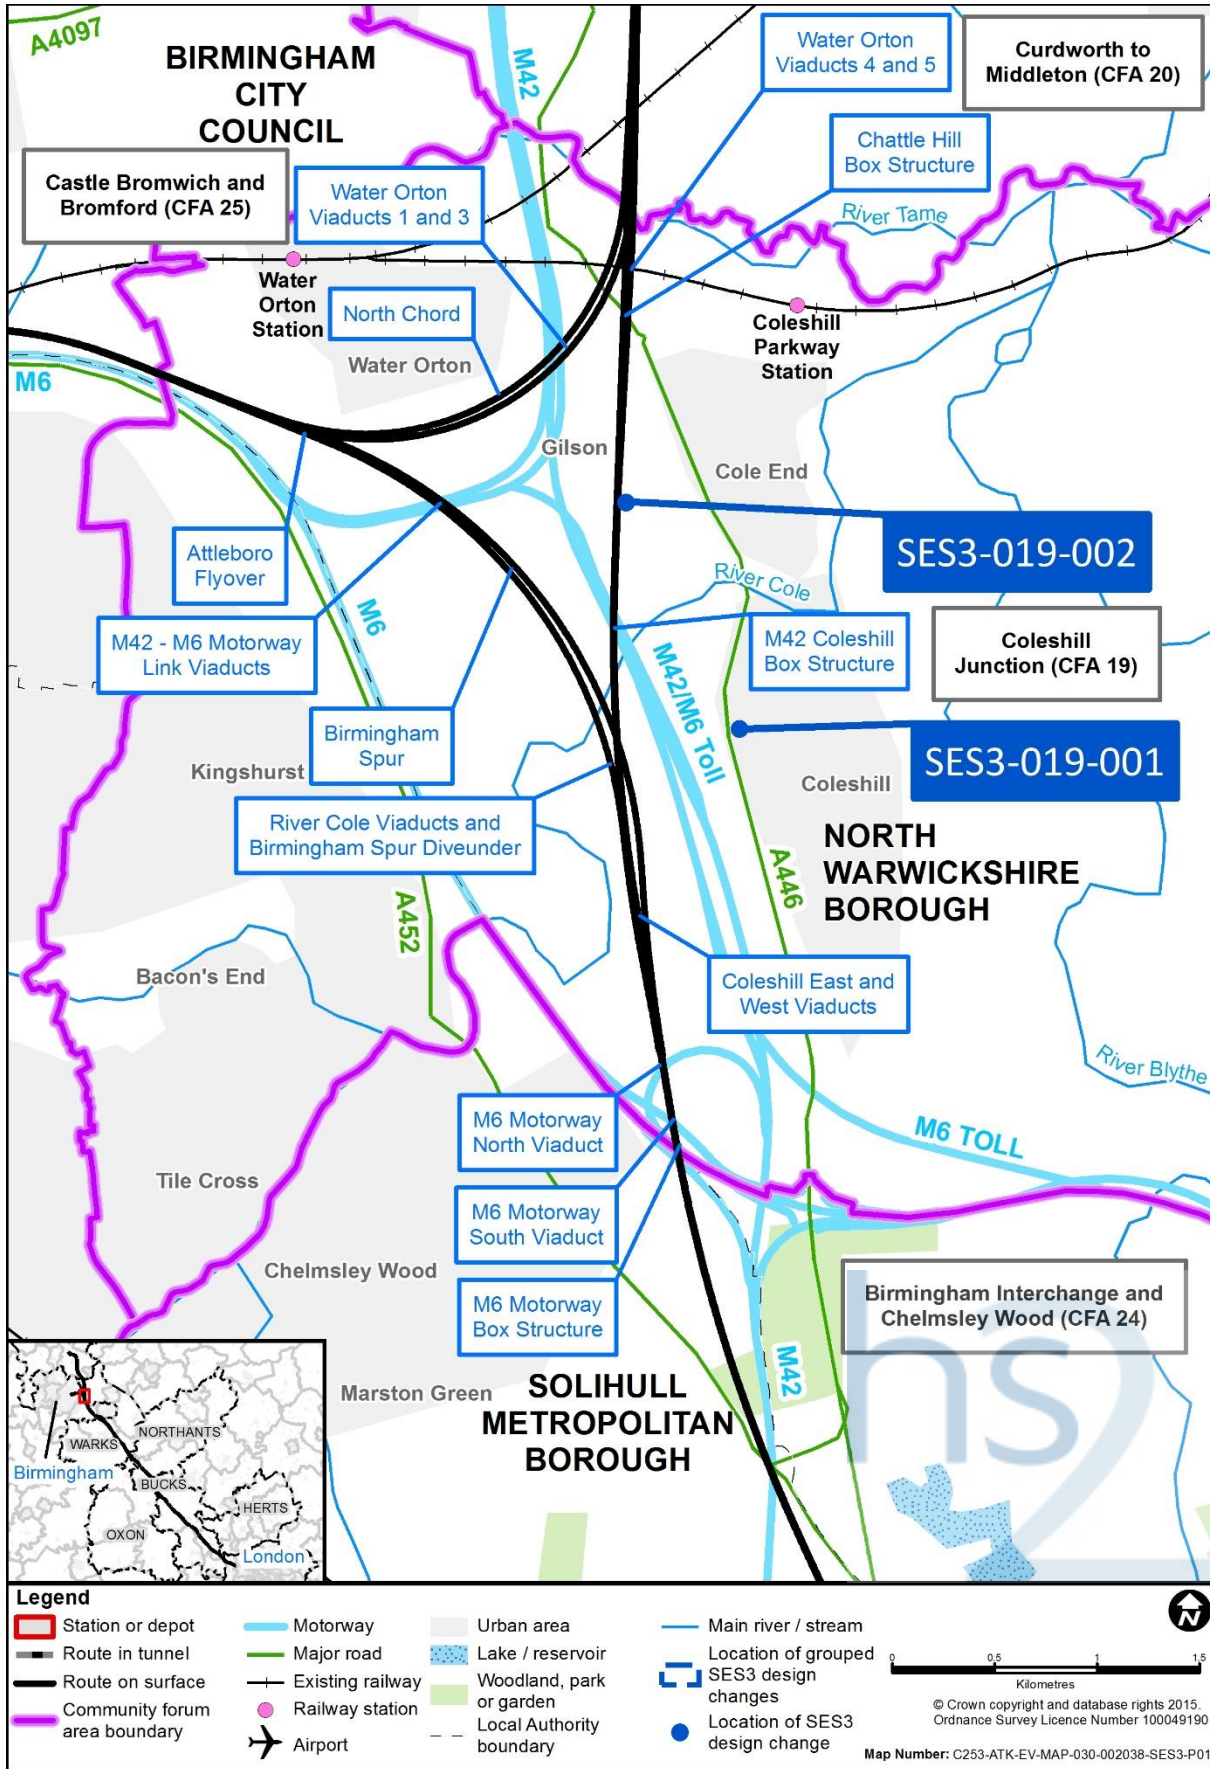 A4097
BIRMINGHAM
CITY
COUNCIL
M42
Water Orton
Viaducts 4 and 5
Curdworth to
Middleton (CFA 20)
Chattle Hill
Box Structure
Castle Bromwich and
Bromford (CFA 25)
Water Orton
Viaducts 1 and 3
River Tame
Water
Orton
Station
North Chord
Coleshill
Parkway
Station
Water Orton
M6
Gilson
Cole End
SES3-019-002
Attleboro
Flyover
River Cole
M6
M42 - M6 Motorway
Link Viaducts
M42 Coleshill
Box Structure
Coleshill
Junction (CFA 19)
M42/M6 Toll
Birmingham
Spur
SES3-019-001
Kingshurst
Coleshill
River Cole Viaducts and
Birmingham Spur Diveunder
NORTH
WARWICKSHIRE
BOROUGH
A446
A452
Bacon's End
Coleshill East and
West Viaducts
River Blythe
M6 Motorway
North Viaduct
M6 TOLL
Tile Cross
M6 Motorway
South Viaduct
Chelmsley Wood
Birmingham Interchange and
Chelmsley Wood (CFA 24)
M6 Motorway
Box Structure
M42
hs2
Marston Green
SOLIHULL
METROPOLITAN
BOROUGH
WARKS
NORTHANTS
Birmingham
BUCKS
HERTS
OXON
London
Legend
Station or depot
Route in tunnel
Route on surface
Community forum
area boundary
Motorway
Major road
Existing railway
Railway station
Airport
Urban area
Lake / reservoir
Woodland, park
or garden
Local Authority
boundary
Main river / stream
Location of grouped
SES3 design
changes
Location of SES3
design change
N
0 0.5 1 1.5
Kilometres
© Crown copyright and database rights 2015.
Ordnance Survey Licence Number 100049190
Map Number: C253-ATK-EV-MAP-030-002038-SES3-P01